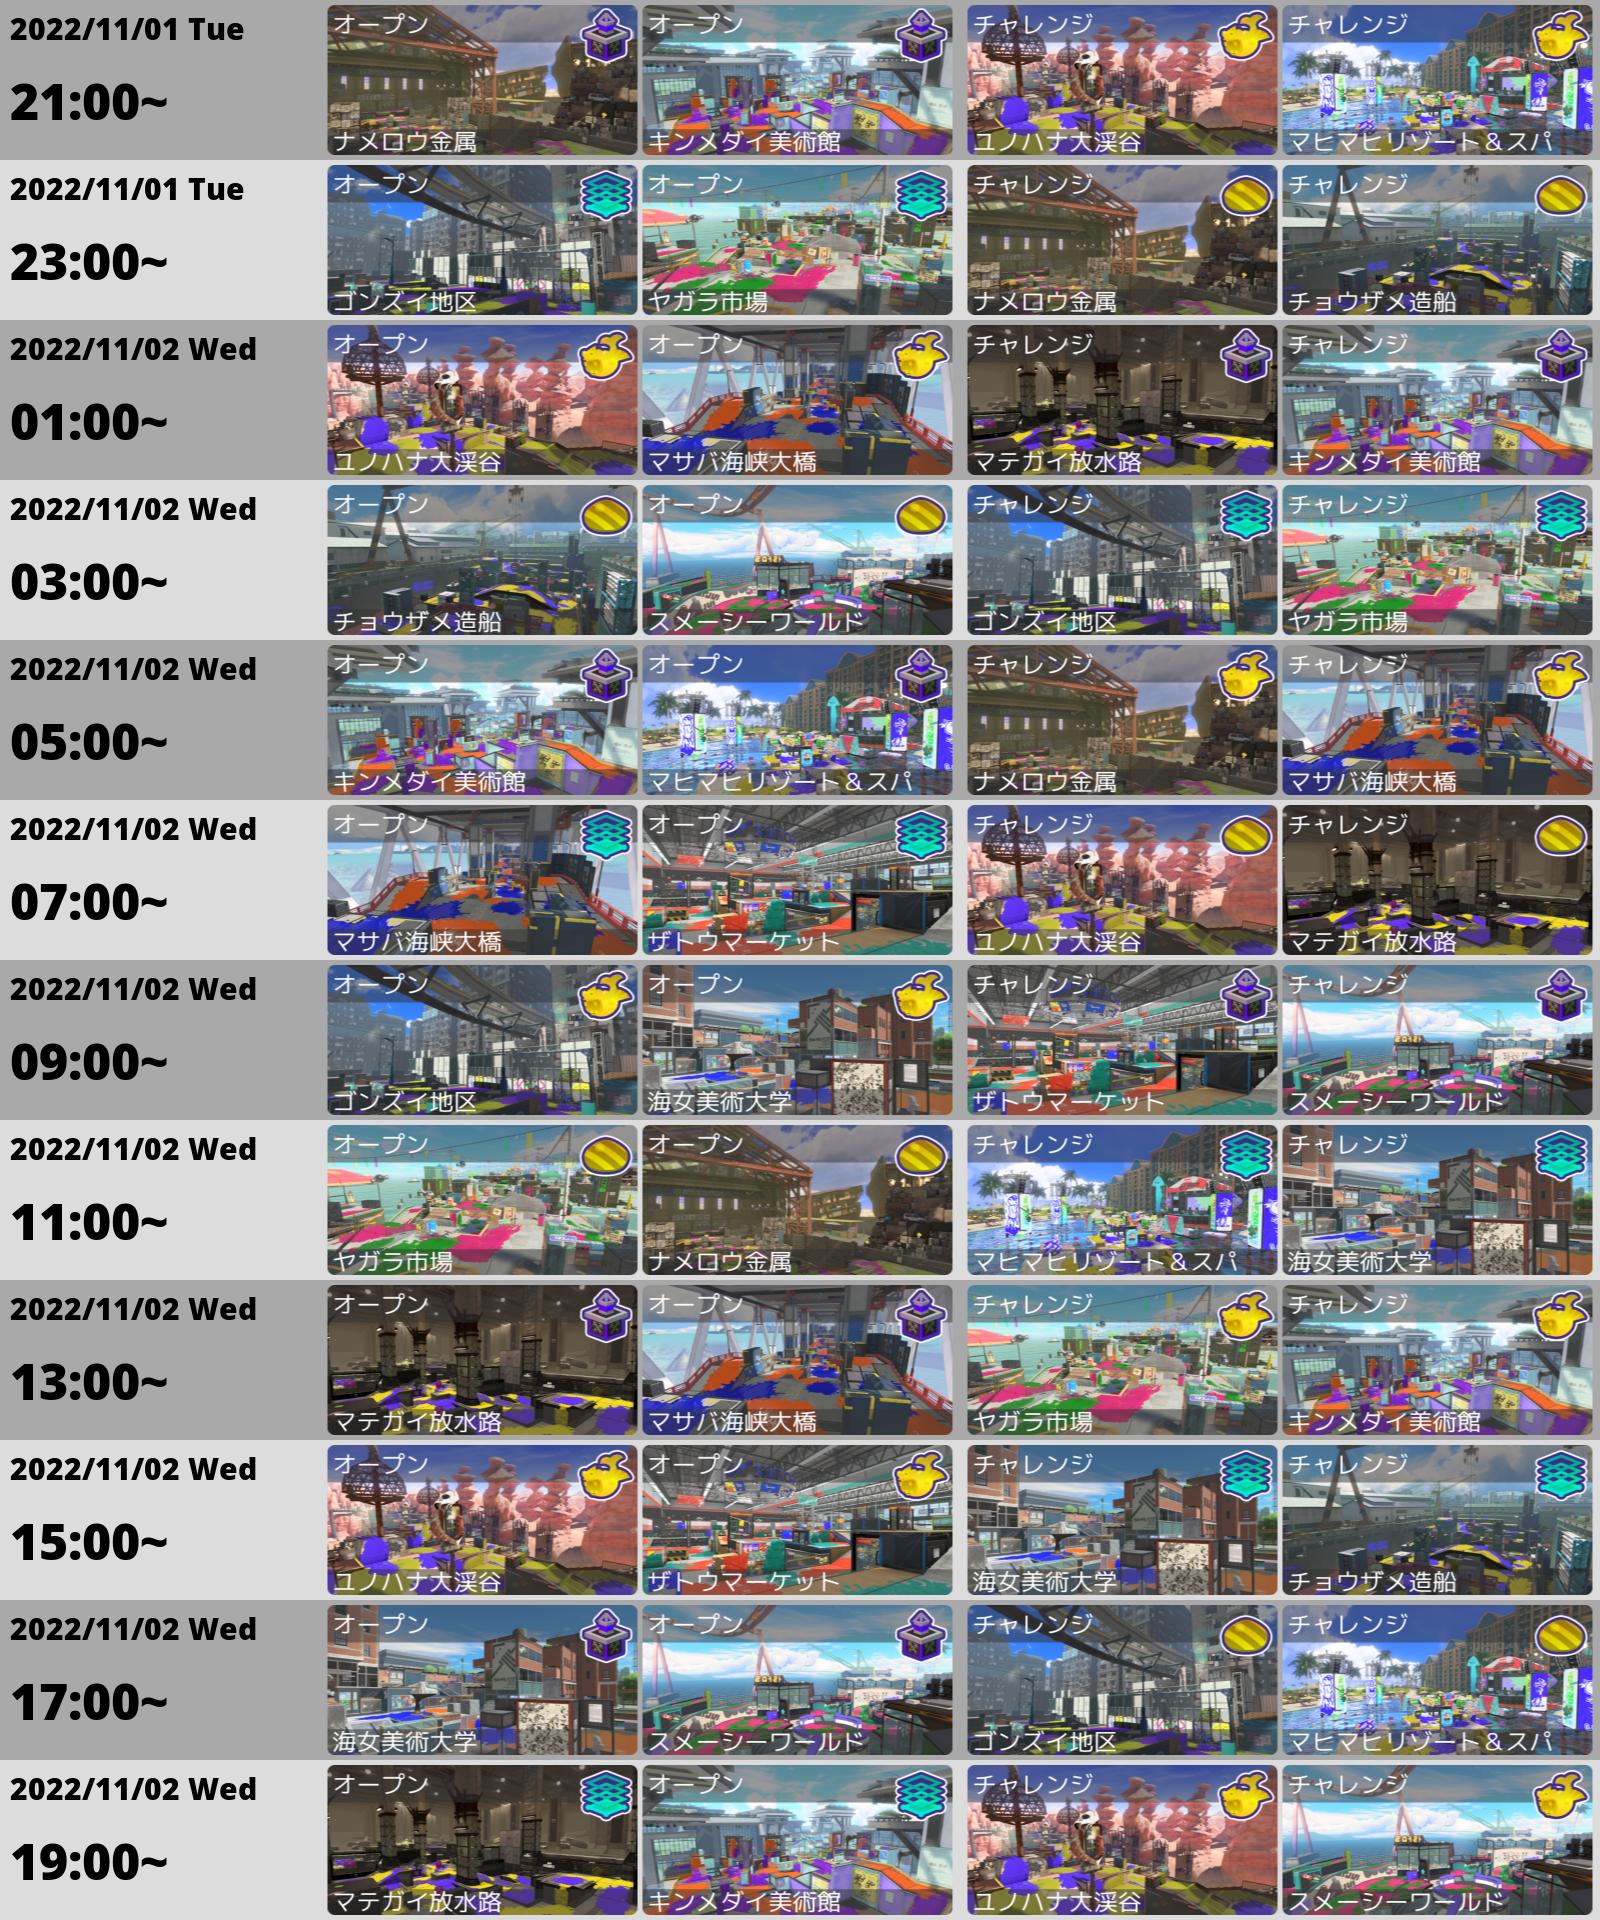 2022/11/01 Tue
21:00~
オープン
ナメロウ金属
オープン
キンメダイ美術館
チャレンジ
ユノハナ大渓谷
チャレンジ
マヒマヒリゾート＆スパ
2022/11/01 Tue
23:00~
オープン
ゴンズイ地区
オープン
ヤガラ市場
チャレンジ
ナメロウ金属
チャレンジ
チョウザメ造船
2022/11/02 Wed
01:00~
オープン
ユノハナ大渓谷
オープン
マサバ海峡大橋
チャレンジ
マテガイ放水路
チャレンジ
キンメダイ美術館
2022/11/02 Wed
03:00~
オープン
チョウザメ造船
オープン
スメーシーワールド
チャレンジ
ゴンズイ地区
チャレンジ
ヤガラ市場
2022/11/02 Wed
05:00~
オープン
キンメダイ美術館
オープン
マヒマヒリゾート＆スパ
チャレンジ
ナメロウ金属
チャレンジ
マサバ海峡大橋
2022/11/02 Wed
07:00~
オープン
マサバ海峡大橋
オープン
ザトウマーケット
チャレンジ
ユノハナ大渓谷
チャレンジ
マテガイ放水路
2022/11/02 Wed
09:00~
オープン
ゴンズイ地区
オープン
海女美術大学
チャレンジ
ザトウマーケット
チャレンジ
スメーシーワールド
2022/11/02 Wed
11:00~
オープン
ヤガラ市場
オープン
ナメロウ金属
チャレンジ
マヒマヒリゾート＆スパ
チャレンジ
海女美術大学
2022/11/02 Wed
13:00~
オープン
マテガイ放水路
オープン
マサバ海峡大橋
チャレンジ
ヤガラ市場
チャレンジ
キンメダイ美術館
2022/11/02 Wed
15:00~
オープン
ユノハナ大渓谷
オープン
ザトウマーケット
チャレンジ
海女美術大学
チャレンジ
チョウザメ造船
2022/11/02 Wed
17:00~
オープン
海女美術大学
オープン
スメーシーワールド
チャレンジ
ゴンズイ地区
チャレンジ
マヒマヒリゾート＆スパ
2022/11/02 Wed
19:00~
オープン
マテガイ放水路
オープン
キンメダイ美術館
チャレンジ
ユノハナ大渓谷
チャレンジ
スメーシーワールド